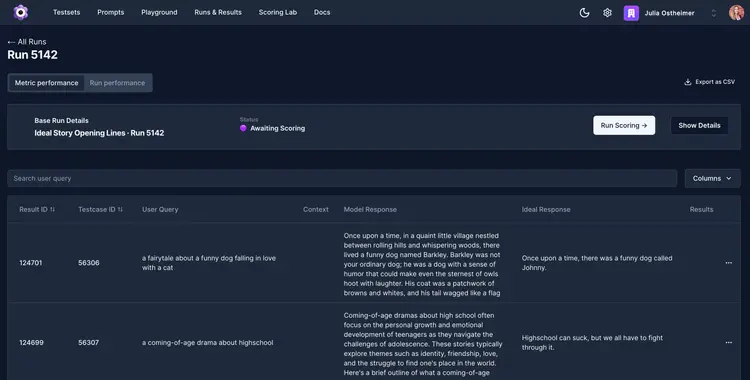 Testsets Prompts Playground Runs & Results Scoring Lab Docs Julia Ostheimer
← All Runs
Run 5142
Metric performance Run performance Export as CSV
Base Run Details Status
Ideal Story Opening Lines · Run 5142 Awaiting Scoring Run Scoring → Show Details
Search user query Columns
Result ID ↑↓ Testcase ID ↑↓ User Query Context Model Response Ideal Response Results
Once upon a time, in a quaint little village nestled
between rolling hills and whispering woods, there
lived a funny dog named Barkley. Barkley was not
124701 56306 a fairytale about a funny dog falling in love your ordinary dog; he was a dog with a sense of Once upon a time, there was a funny dog called ...
with a cat humor that could make even the sternest of owls Johnny.
hoot with laughter. His coat was a patchwork of
browns and whites, and his tail wagged like a flag
Coming-of-age dramas about high school often
focus on the personal growth and emotional
development of teenagers as they navigate the
124699 56307 a coming-of-age drama about highschool challenges of adolescence. These stories typically Highschool can suck, but we all have to fight ...
explore themes such as identity, friendship, love, through it.
and the struggle to find one's place in the world.
Here's a brief outline of what a coming-of-age